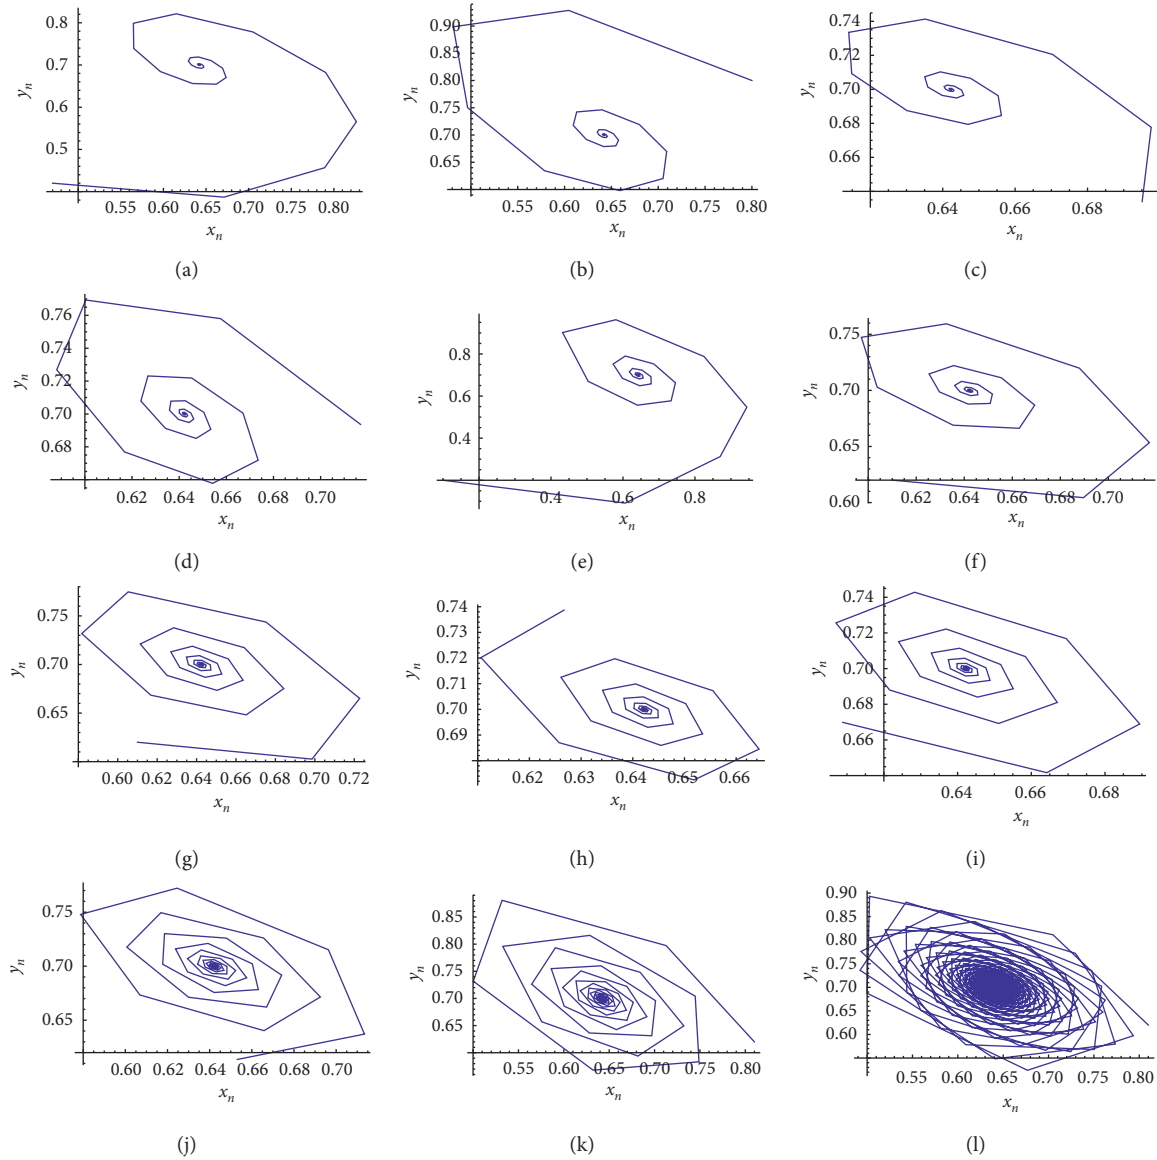 0.8
0.7
0.6
0.5
y_n
0.55 0.60 0.65 0.70 0.75 0.80
x_n
(a)
0.90
0.85
0.80
0.75
0.70
0.65
y_n
0.55 0.60 0.65 0.70 0.75 0.80
x_n
(b)
0.74
0.72
0.70
0.68
0.66
y_n
0.64 0.66 0.68
x_n
(c)
0.76
0.74
0.72
0.70
0.68
y_n
0.62 0.64 0.66 0.68 0.70
x_n
(d)
0.8
0.6
0.4
y_n
0.4 0.6 0.8
x_n
(e)
0.75
0.70
0.65
0.60
y_n
0.62 0.64 0.66 0.68 0.70
x_n
(f)
0.75
0.70
0.65
y_n
0.60 0.62 0.64 0.66 0.68 0.70 0.72
x_n
(g)
0.74
0.73
0.72
0.71
0.70
0.69
y_n
0.62 0.63 0.64 0.65 0.66
x_n
(h)
0.74
0.72
0.70
0.68
0.66
y_n
0.64 0.66 0.68
x_n
(i)
0.75
0.70
0.65
y_n
0.60 0.62 0.64 0.66 0.68 0.70
x_n
(j)
0.85
0.80
0.75
0.70
0.65
y_n
0.55 0.60 0.65 0.70 0.75 0.80
x_n
(k)
0.90
0.85
0.80
0.75
0.70
0.65
0.60
y_n
0.55 0.60 0.65 0.70 0.75 0.80
x_n
(l)